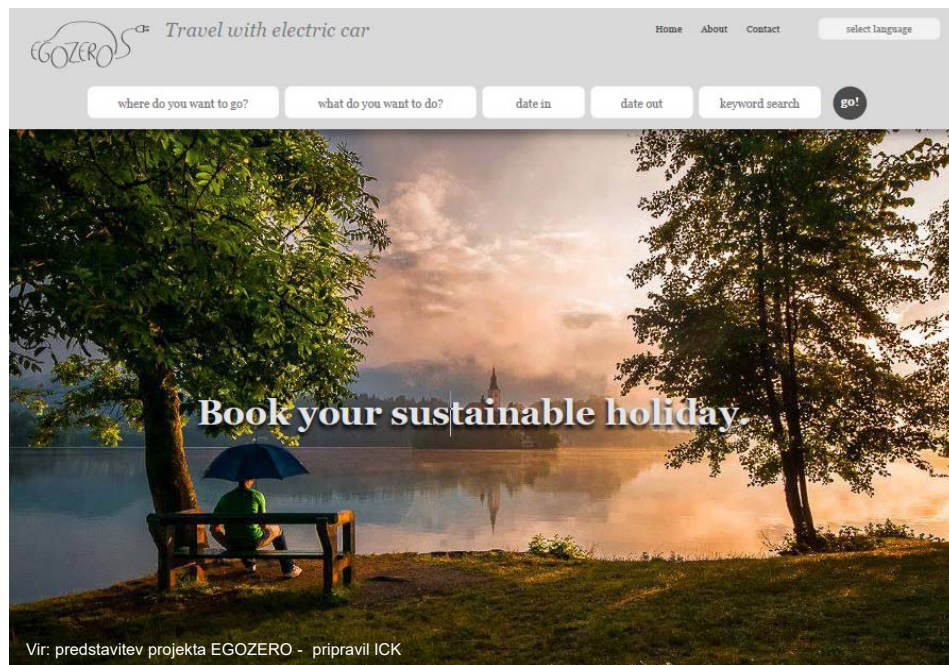 EGOZERO
Travel with electric car
Home About Contact
select language
where do you want to go? what do you want to do? date in date out keyword search go!
Book your sustainable holiday.
Vir: predstavitev projekta EGOZERO - pripravil ICK